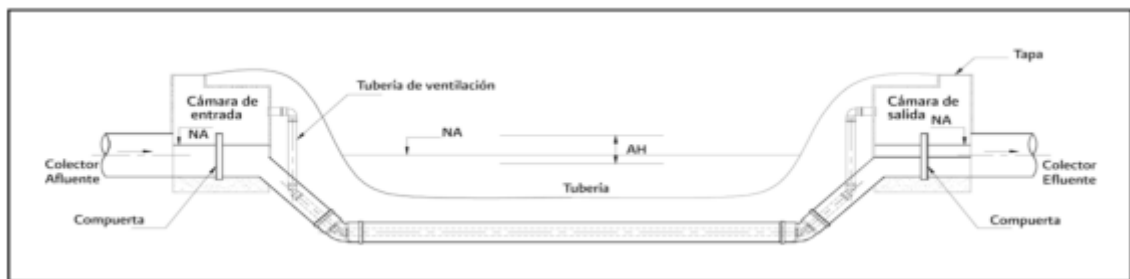 Tapa
Tubería de ventilación
Cámara de
entrada
NA
Cámara de
salida
NA
NA
AH
Colector
Afluente
Colector
Efluente
Tubería
Compuerta
Compuerta